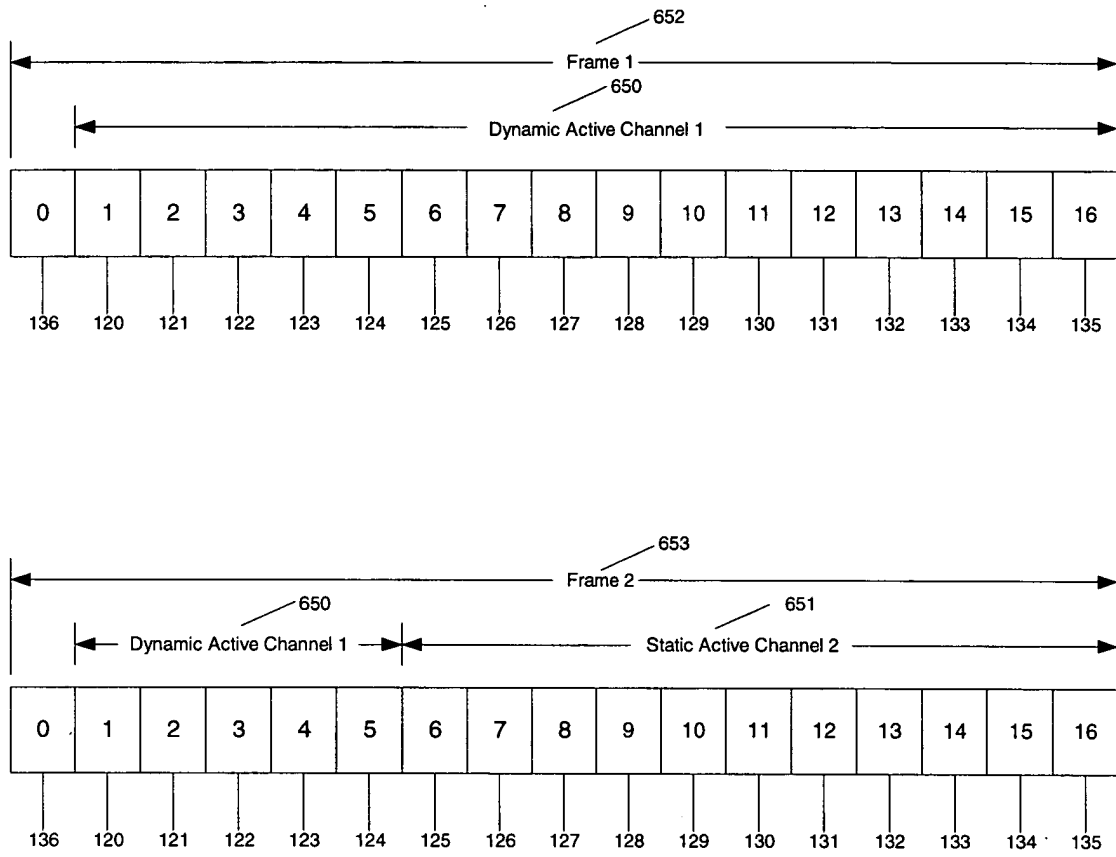 652
Frame 1
650
Dynamic Active Channel 1
0 1 2 3 4 5 6 7 8 9 10 11 12 13 14 15 16
136 120 121 122 123 124 125 126 127 128 129 130 131 132 133 134 135
653
Frame 2
650 651
Dynamic Active Channel 1 Static Active Channel 2
0 1 2 3 4 5 6 7 8 9 10 11 12 13 14 15 16
136 120 121 122 123 124 125 126 127 128 129 130 131 132 133 134 135